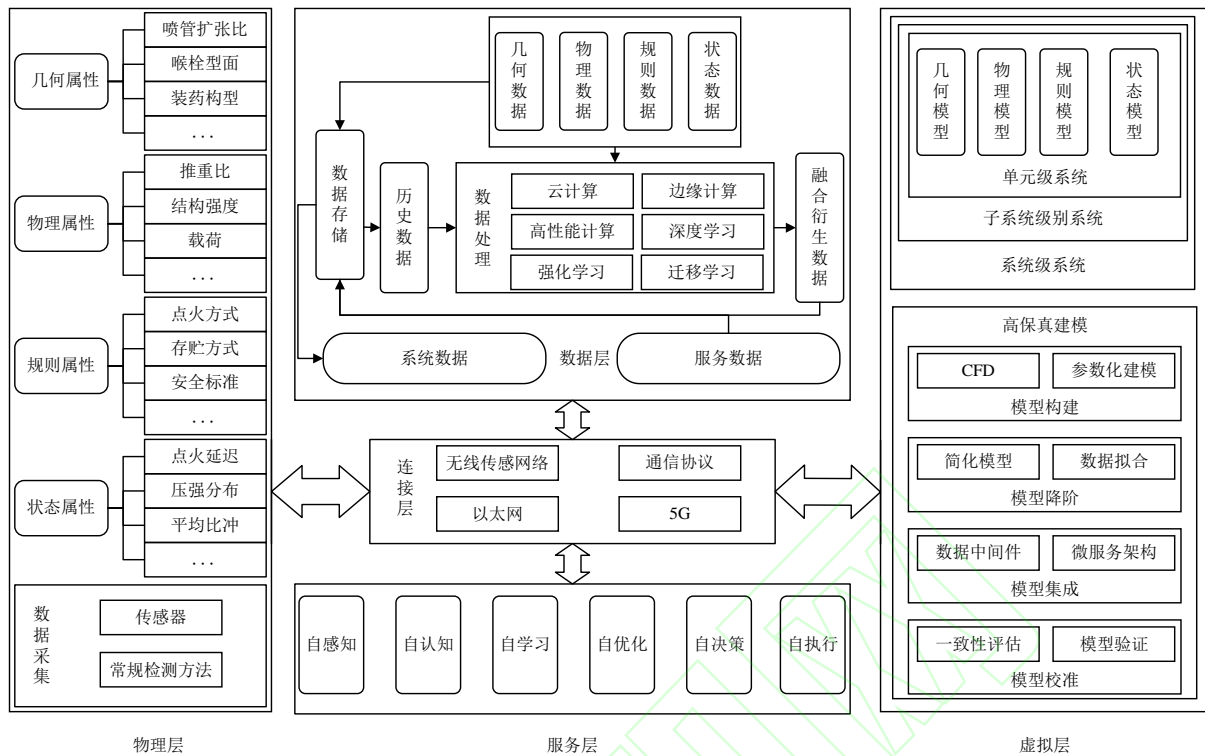 几何属性
喷管扩张比
喉栓型面
装药构型
...
物理属性
推重比
结构强度
载荷
...
规则属性
点火方式
存贮方式
安全标准
...
状态属性
点火延迟
压强分布
平均比冲
...
数据采集
传感器
常规检测方法
物理层
几何数据
物理数据
规则数据
状态数据
数据存储
历史数据
数据处理
云计算
边缘计算
高性能计算
深度学习
强化学习
迁移学习
融合衍生数据
系统数据
数据层
服务数据
连接层
无线传感网络
通信协议
以太网
5G
自感知
自认知
自学习
自优化
自决策
自执行
服务层
几何模型
物理模型
规则模型
状态模型
单元级系统
子系统级别系统
系统级系统
高保真建模
CFD
参数化建模
模型构建
简化模型
数据拟合
模型降阶
数据中间件
微服务架构
模型集成
一致性评估
模型验证
模型校准
虚拟层